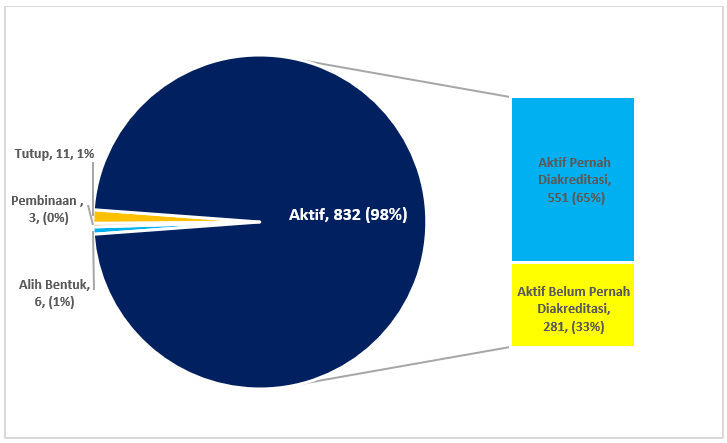 Tutup, 11, 1%
Pembinaan ,
3, (0%)
Alih Bentuk,
6, (1%)
Aktif, 832 (98%)
Aktif Pernah
Diakreditasi,
551 (65%)
Aktif Belum Pernah
Diakreditasi,
281, (33%)